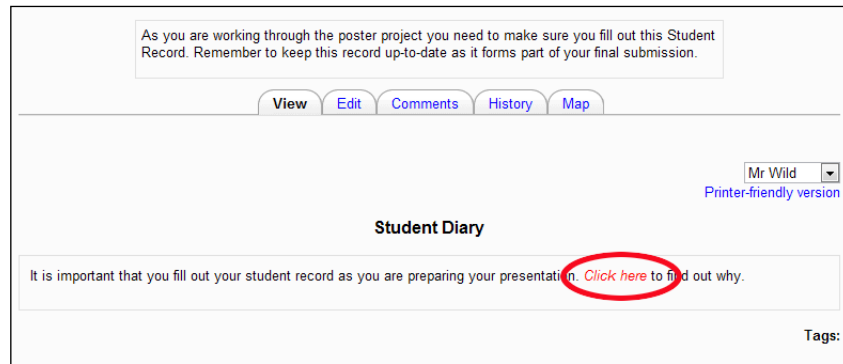 As you are working through the poster project you need to make sure you fill out this Student
Record. Remember to keep this record up-to-date as it forms part of your final submission.
View Edit Comments History Map
Mr Wild
Printer-friendly version
Student Diary
It is important that you fill out your student record as you are preparing your presentation. Click here to find out why.
Tags: